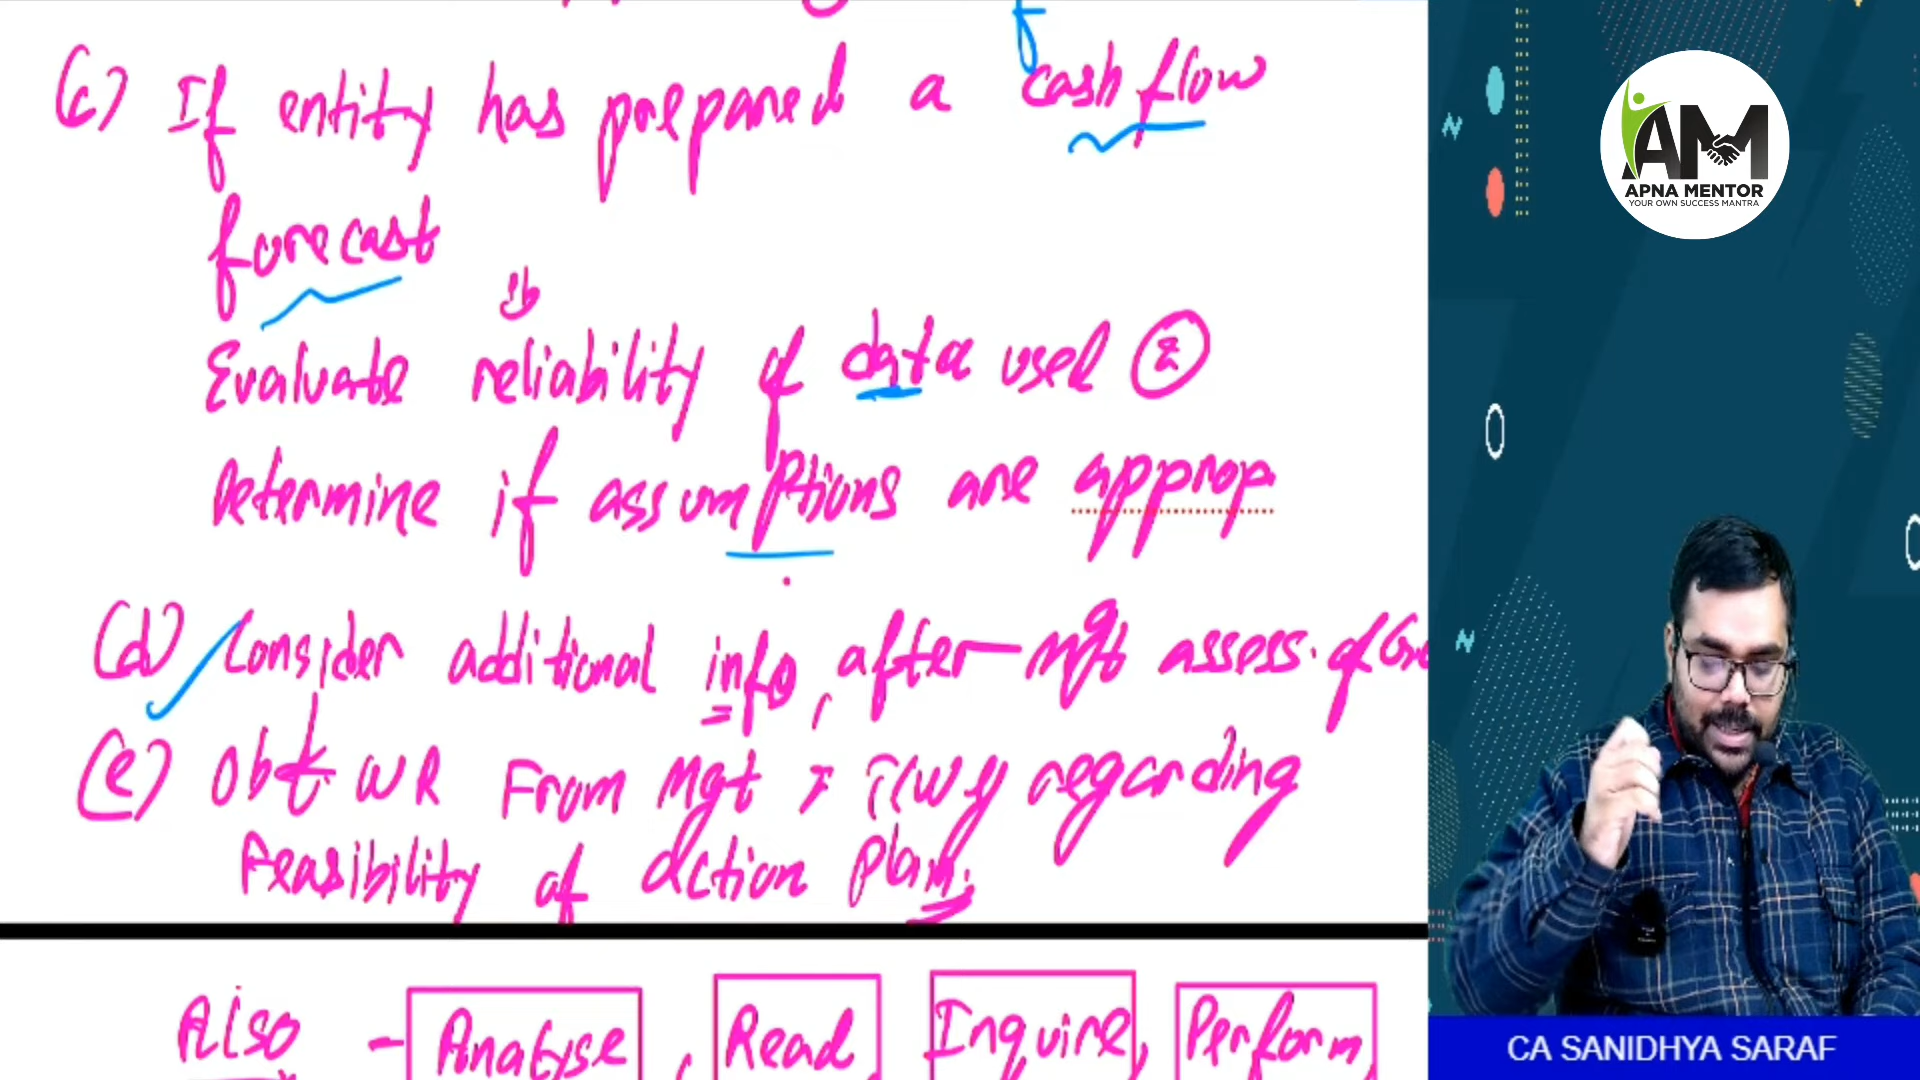 (c) If entity has prepared a cash flow
forecast
Evaluate reliability of data used &
Determine if assumptions are approp.
(d) Consider additional info, after mgt assess. of
(e) Obt WR From Mgt & TCWG regarding
Feasibility of Action Plan.
Also - Analyse, Read, Inquire, Perform
AM
APNA MENTOR
YOUR OWN SUCCESS MANTRA
CA SANIDHYA SARAF